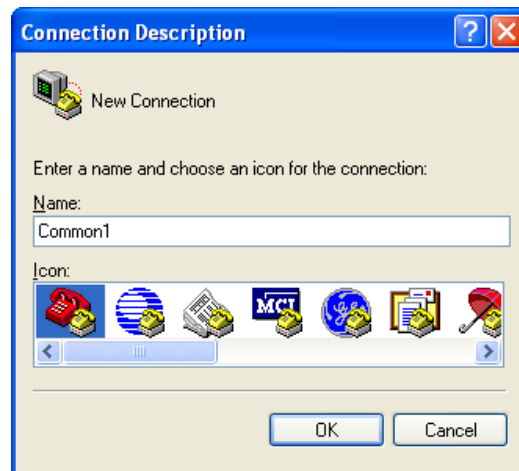 Connection Description
New Connection
Enter a name and choose an icon for the connection:
Name:
Common1
Icon:
MCI
OK Cancel